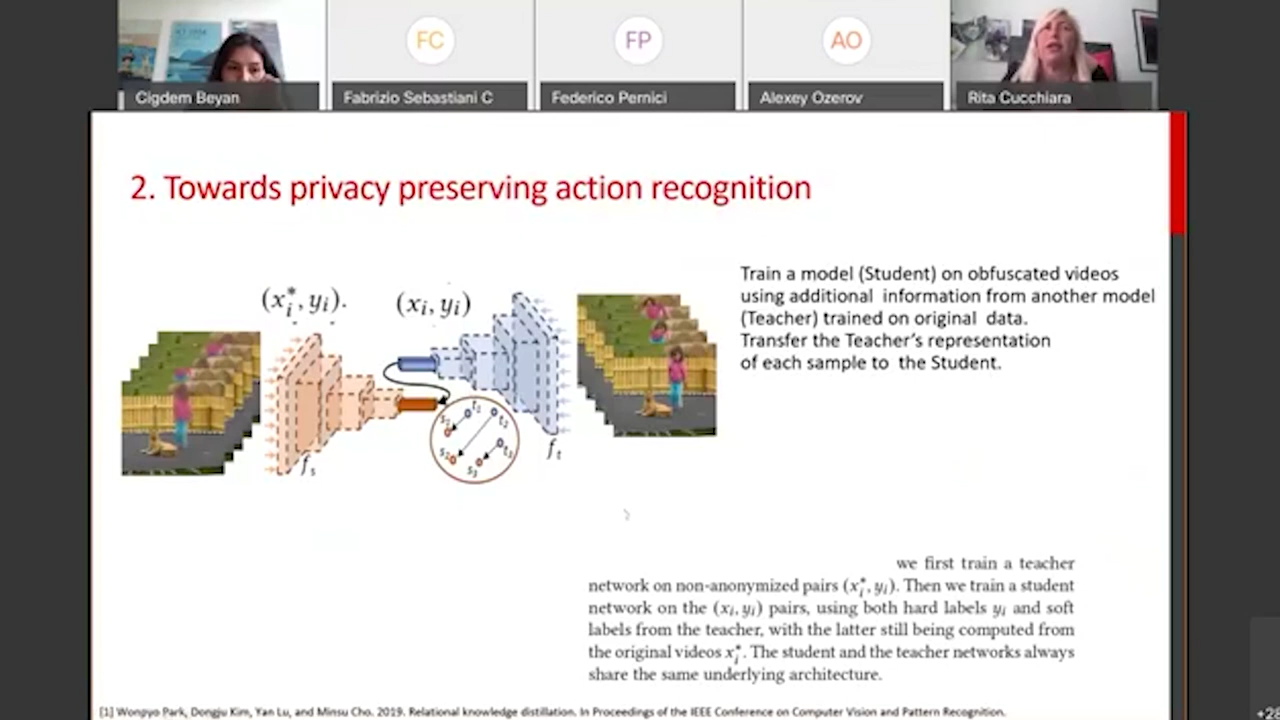 FC
FP
AO
Cigdem Beyan
Fabrizio Sebastiani C
Federico Pernici
Alexey Ozerov
Rita Cucchiara
2. Towards privacy preserving action recognition
(x*i, yi).
(xi, yi)
Train a model (Student) on obfuscated videos
using additional information from another model
(Teacher) trained on original data.
Transfer the Teacher's representation
of each sample to the Student.
s1 t1
t2
s2 t3
s3
fs
ft
we first train a teacher
network on non-anonymized pairs (x*i, yi). Then we train a student
network on the (xi, yi) pairs, using both hard labels yi and soft
labels from the teacher, with the latter still being computed from
the original videos x*i. The student and the teacher networks always
share the same underlying architecture.
[1] Wonpyo Park, Dongju Kim, Yan Lu, and Minsu Cho. 2019. Relational knowledge distillation. In Proceedings of the IEEE Conference on Computer Vision and Pattern Recognition.